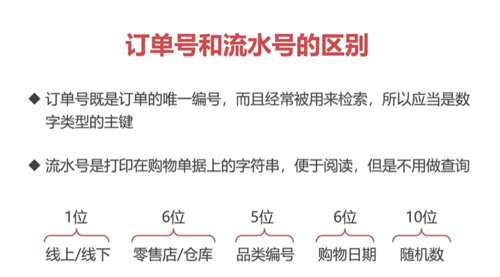 订单号和流水号的区别
◆ 订单号既是订单的唯一编号，而且经常被用来检索，所以应当是数
字类型的主键
◆ 流水号是打印在购物单据上的字符串，便于阅读，但是不用做查询
1位 6位 5位 6位 10位
线上/线下 零售店/仓库 品类编号 购物日期 随机数